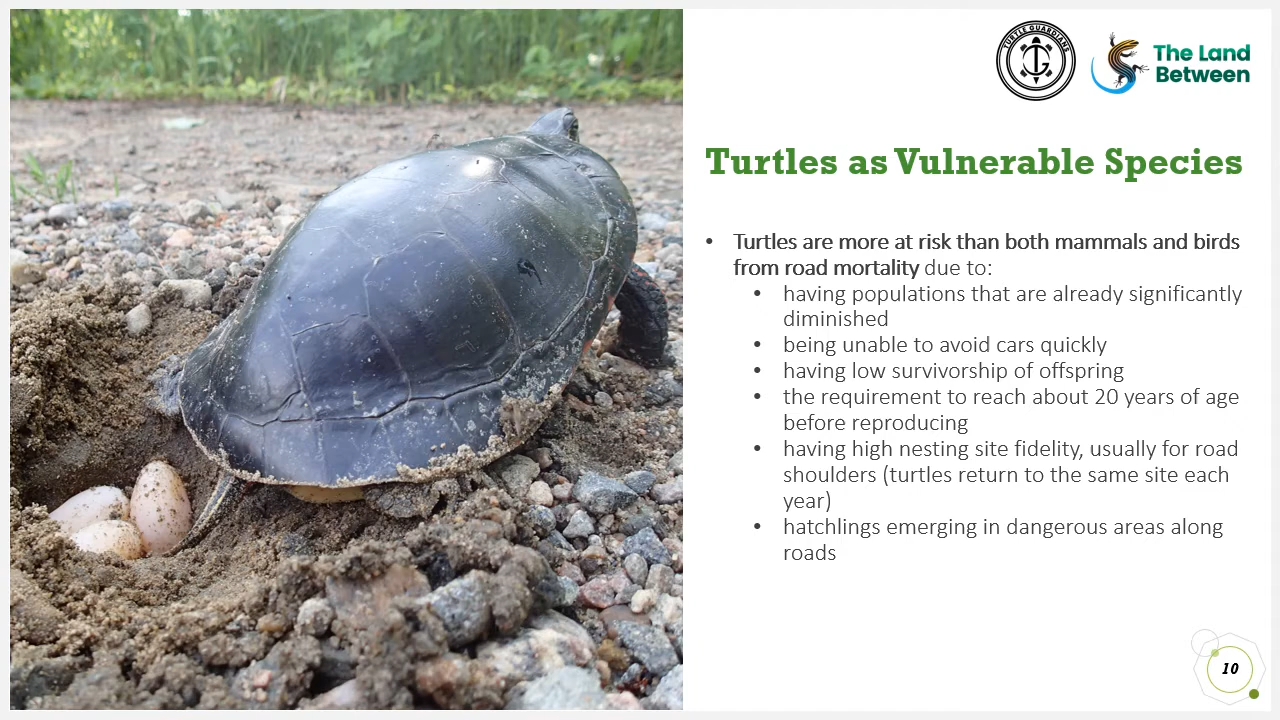 TURTLE GUARDIANS
The Land
Between
Turtles as Vulnerable Species
• Turtles are more at risk than both mammals and birds
from road mortality due to:
• having populations that are already significantly
diminished
• being unable to avoid cars quickly
• having low survivorship of offspring
• the requirement to reach about 20 years of age
before reproducing
• having high nesting site fidelity, usually for road
shoulders (turtles return to the same site each
year)
• hatchlings emerging in dangerous areas along
roads
10